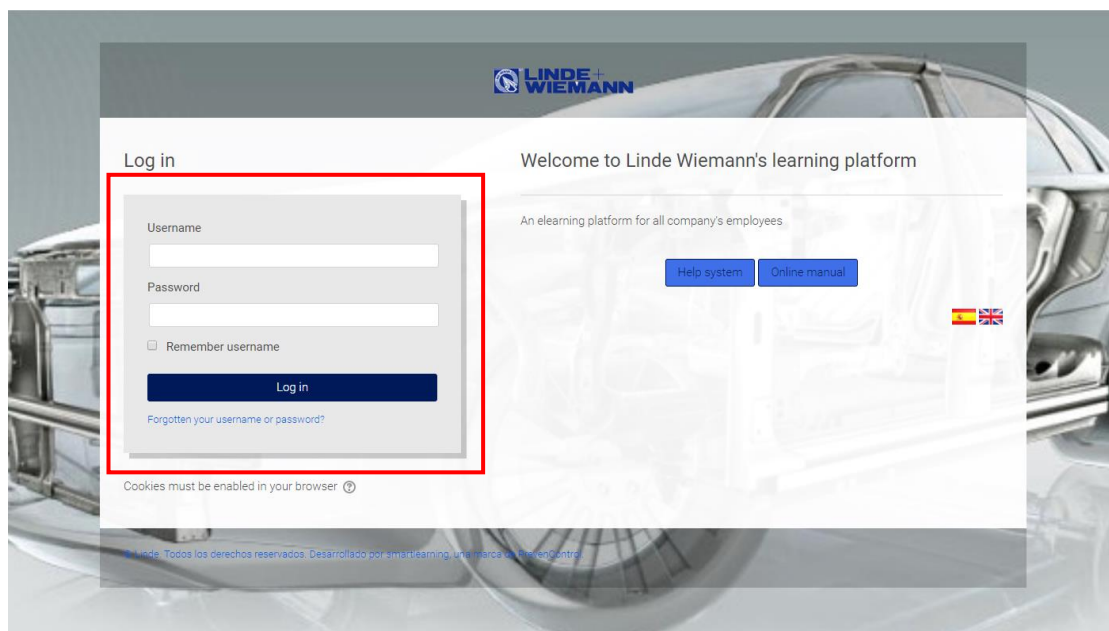 LINDE+
WIEMANN
Log in
Username
Password
Remember username
Log in
Forgotten your username or password?
Cookies must be enabled in your browser
Welcome to Linde Wiemann's learning platform
An elearning platform for all company's employees
Help system
Online manual
© Linde. Todos los derechos reservados. Desarrollado por smartlearning, una marca de PrevenControl